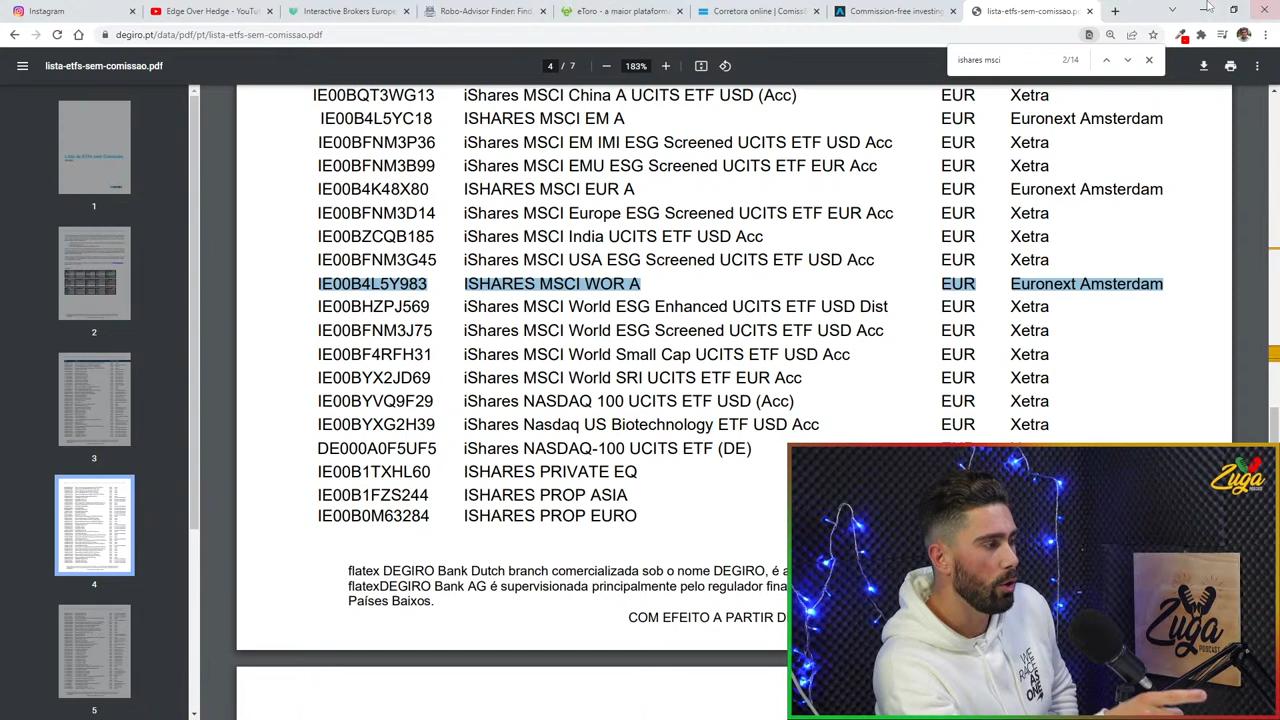 Instagram
Edge Over Hedge - YouT
Interactive Brokers Europe
Robo-Advisor Finder: Find
eToro - a maior plataforma
Corretora online | Comiss
Commission-free investing
lista-etfs-sem-comissao.pdf
degiro.pt/data/pdf/pt/lista-etfs-sem-comissao.pdf
lista-etfs-sem-comissao.pdf
4 / 7
183%
ishares msci 2/14
1
2
3
4
5
IE00BQT3WG13 iShares MSCI China A UCITS ETF USD (Acc) EUR Xetra
IE00B4L5YC18 ISHARES MSCI EM A EUR Euronext Amsterdam
IE00BFNM3P36 iShares MSCI EM IMI ESG Screened UCITS ETF USD Acc EUR Xetra
IE00BFNM3B99 iShares MSCI EMU ESG Screened UCITS ETF EUR Acc EUR Xetra
IE00B4K48X80 ISHARES MSCI EUR A EUR Euronext Amsterdam
IE00BFNM3D14 iShares MSCI Europe ESG Screened UCITS ETF EUR Acc EUR Xetra
IE00BZCQB185 iShares MSCI India UCITS ETF USD Acc EUR Xetra
IE00BFNM3G45 iShares MSCI USA ESG Screened UCITS ETF USD Acc EUR Xetra
IE00B4L5Y983 ISHARES MSCI WOR A EUR Euronext Amsterdam
IE00BHZPJ569 iShares MSCI World ESG Enhanced UCITS ETF USD Dist EUR Xetra
IE00BFNM3J75 iShares MSCI World ESG Screened UCITS ETF USD Acc EUR Xetra
IE00BF4RFH31 iShares MSCI World Small Cap UCITS ETF USD Acc EUR Xetra
IE00BYX2JD69 iShares MSCI World SRI UCITS ETF EUR Acc EUR Xetra
IE00BYVQ9F29 iShares NASDAQ 100 UCITS ETF USD (Acc) EUR Xetra
IE00BYXG2H39 iShares Nasdaq US Biotechnology ETF USD Acc EUR Xetra
DE000A0F5UF5 iShares NASDAQ-100 UCITS ETF (DE)
IE00B1TXHL60 ISHARES PRIVATE EQ
IE00B1FZS244 ISHARES PROP ASIA
IE00B0M63284 ISHARES PROP EURO
flatex DEGIRO Bank Dutch branch comercializada sob o nome DEGIRO, é a
flatexDEGIRO Bank AG é supervisionada principalmente pelo regulador fina
Países Baixos.
COM EFEITO A PARTIR D
Zuga
PODCAST
Zuga
PODCAST
WE
AS
ONE